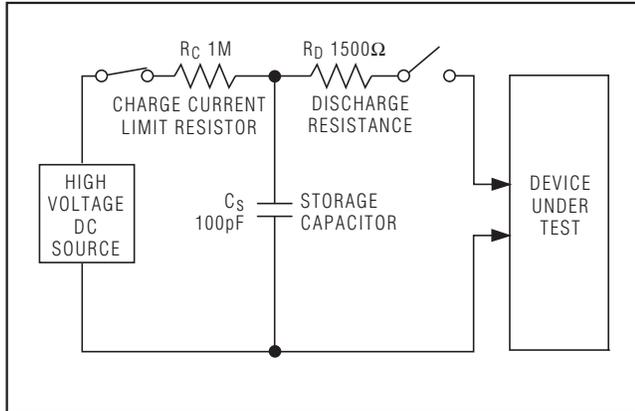 RC 1M
CHARGE CURRENT
LIMIT RESISTOR
RD 1500Ω
DISCHARGE
RESISTANCE
HIGH
VOLTAGE
DC
SOURCE
CS
100pF
STORAGE
CAPACITOR
DEVICE
UNDER
TEST